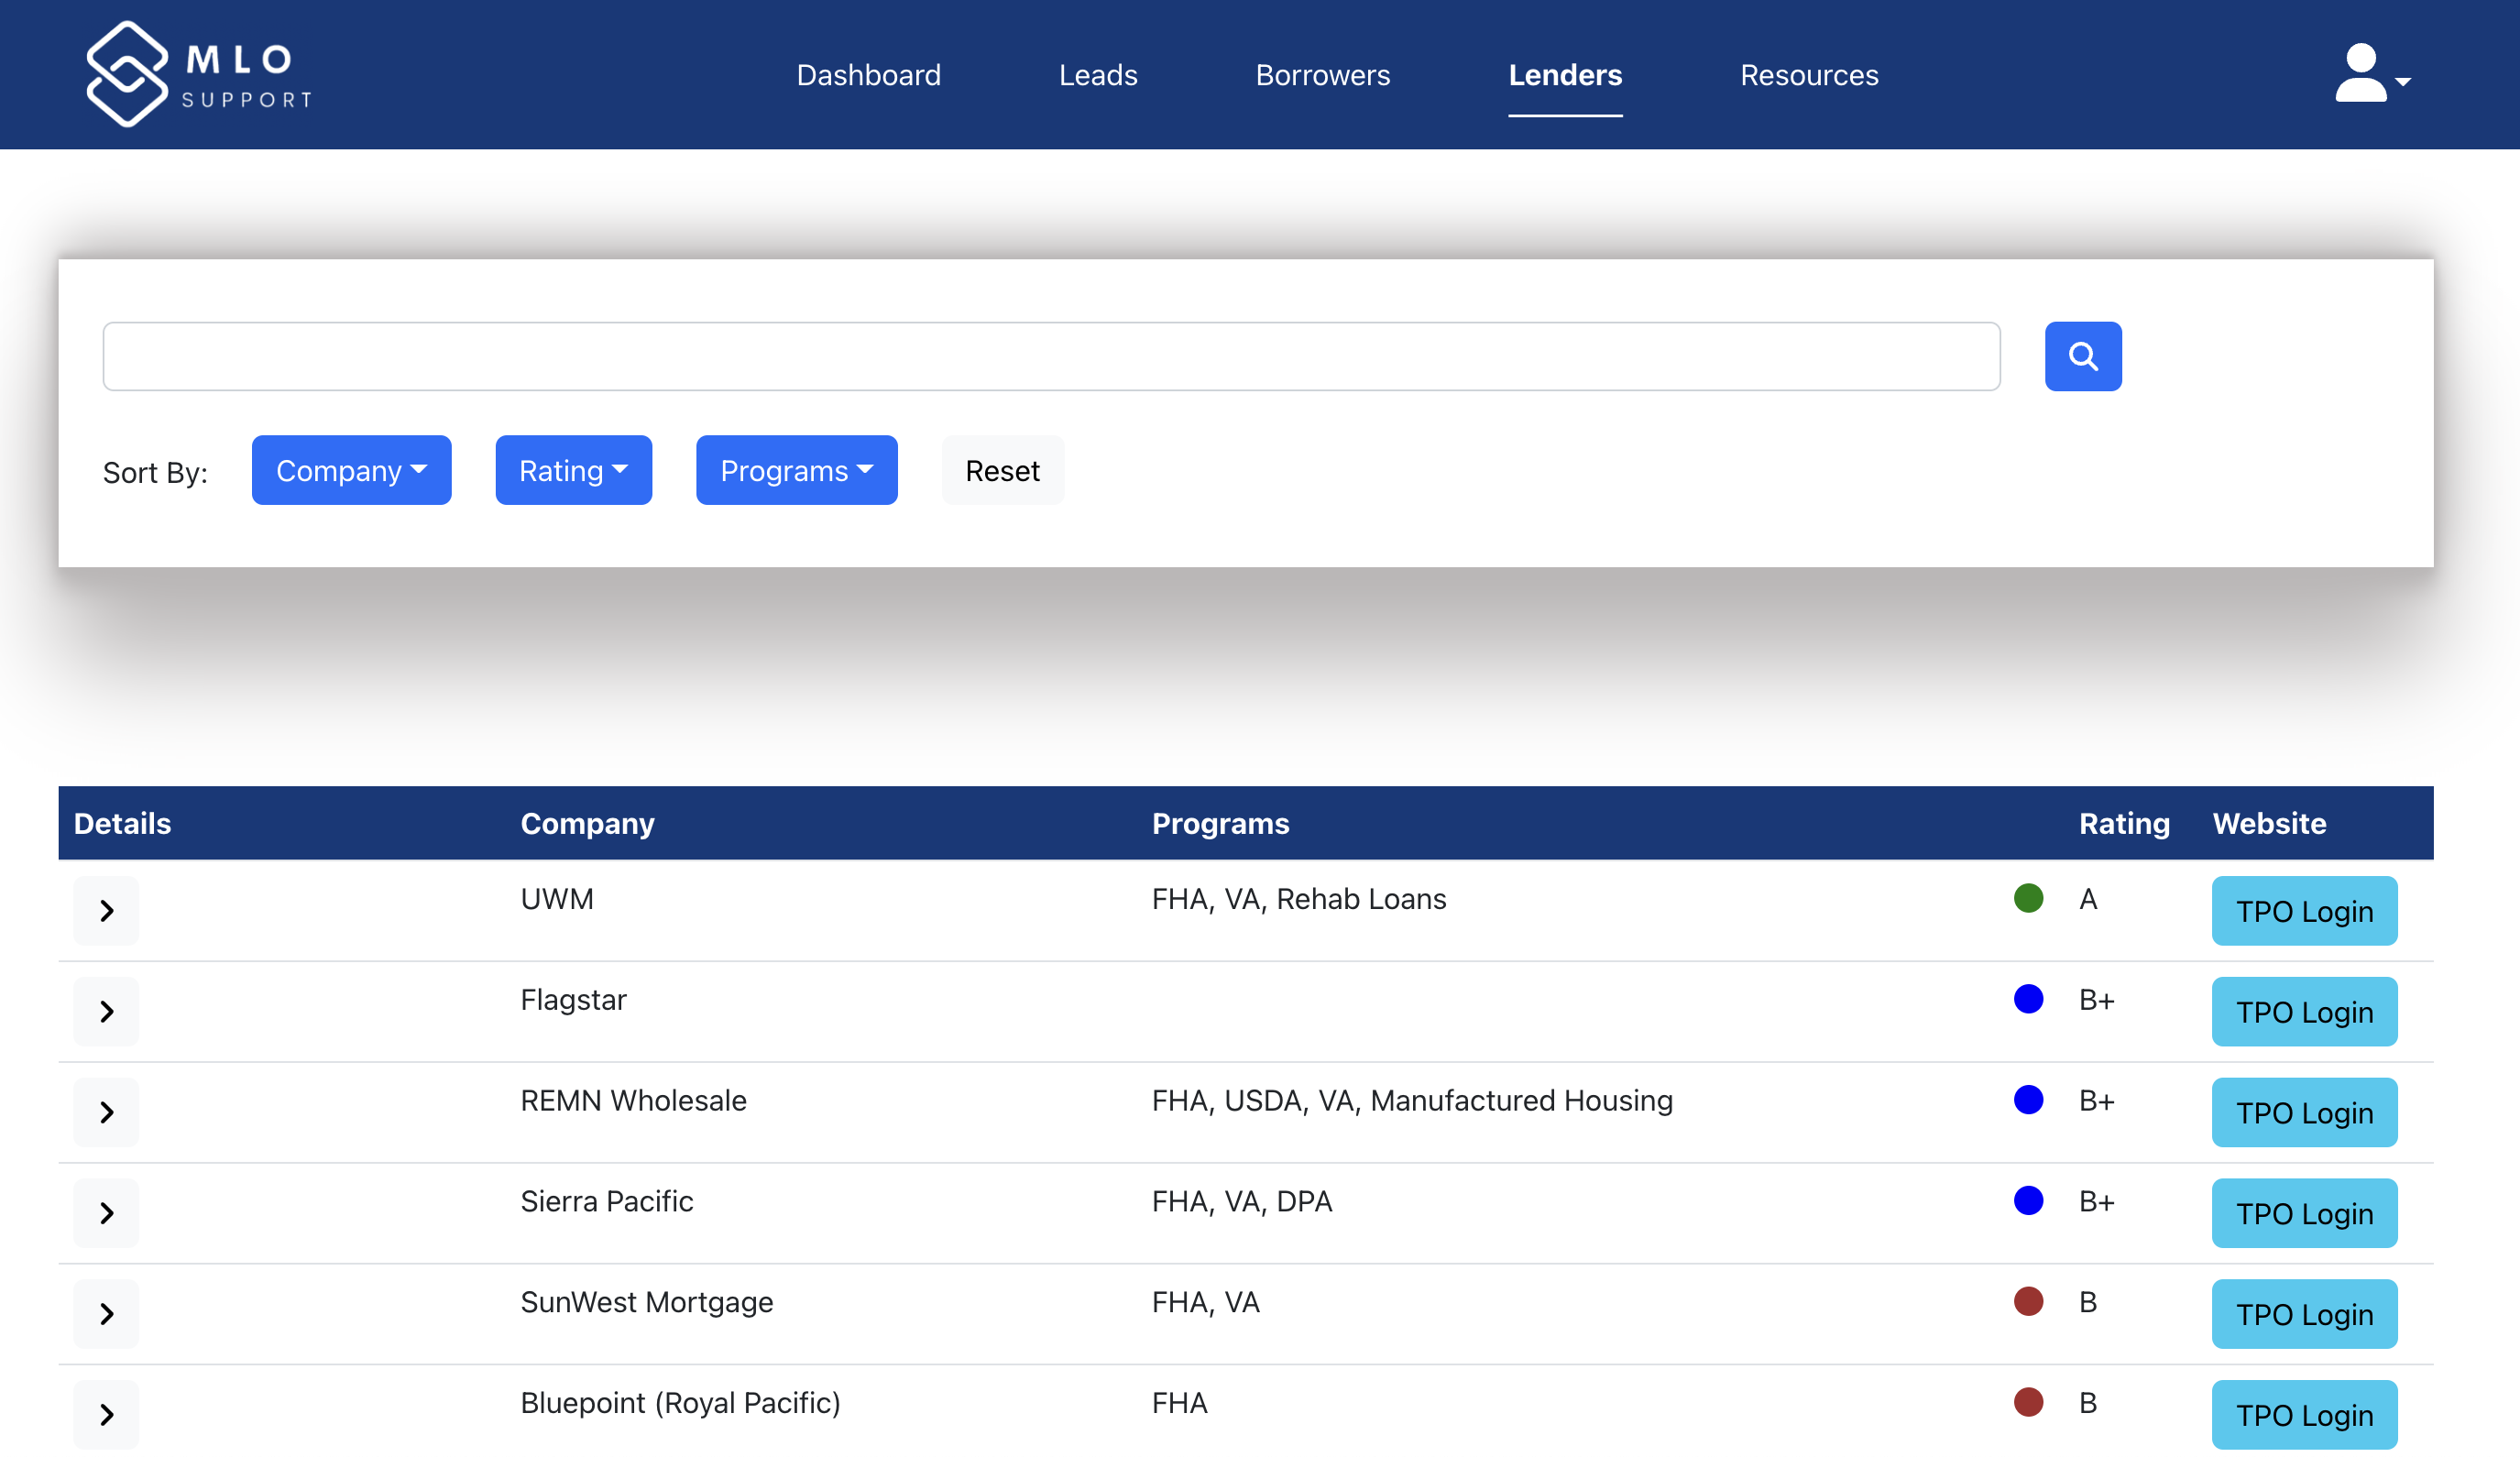 MLO
SUPPORT
Dashboard Leads Borrowers Lenders Resources
Sort By: Company Rating Programs Reset
Details Company Programs Rating Website
UWM FHA, VA, Rehab Loans A TPO Login
Flagstar B+ TPO Login
REMN Wholesale FHA, USDA, VA, Manufactured Housing B+ TPO Login
Sierra Pacific FHA, VA, DPA B+ TPO Login
SunWest Mortgage FHA, VA B TPO Login
Bluepoint (Royal Pacific) FHA B TPO Login